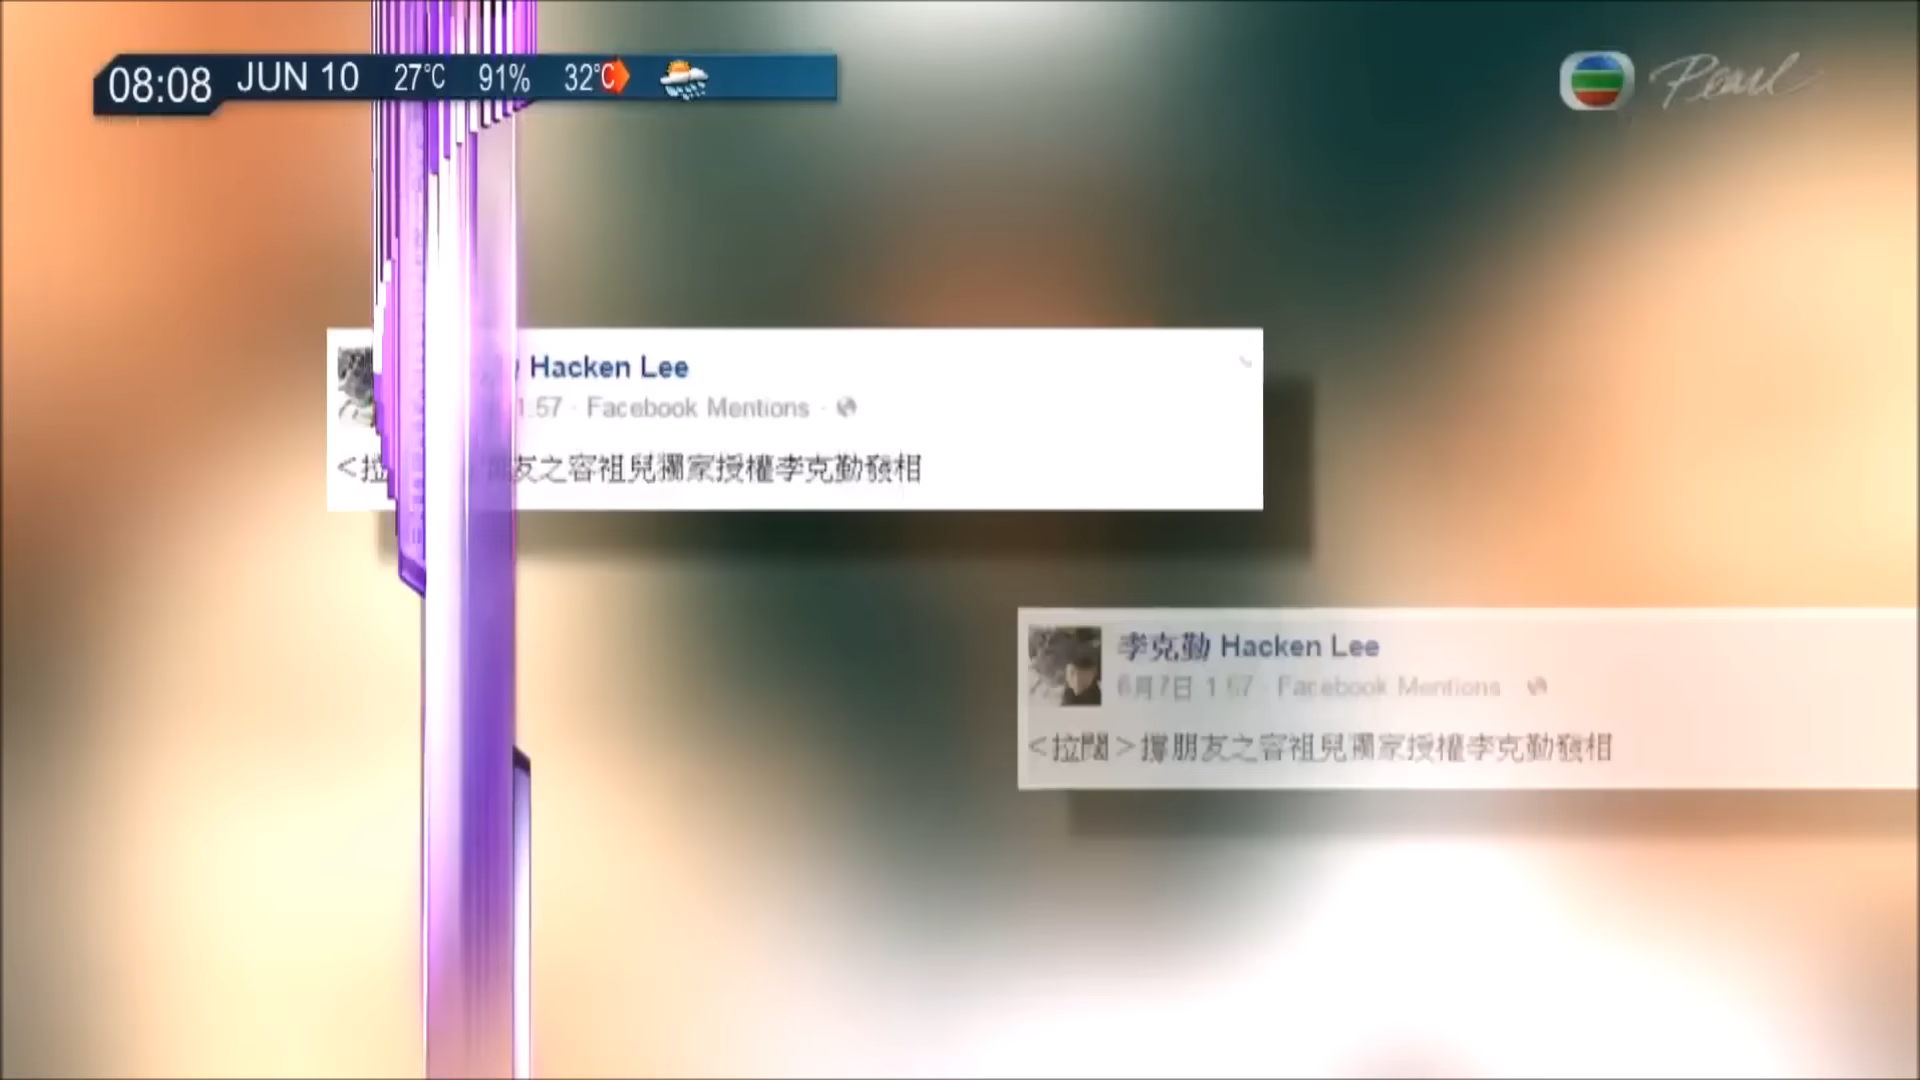 08:08 JUN 10 27°C 91% 32°C
Pearl
Hacken Lee
1:57 · Facebook Mentions ·
<拉 友之容祖兒獨家授權李克勤發相
李克勤 Hacken Lee
6月7日 1:57 · Facebook Mentions
<拉闊>撐朋友之容祖兒獨家授權李克勤發相